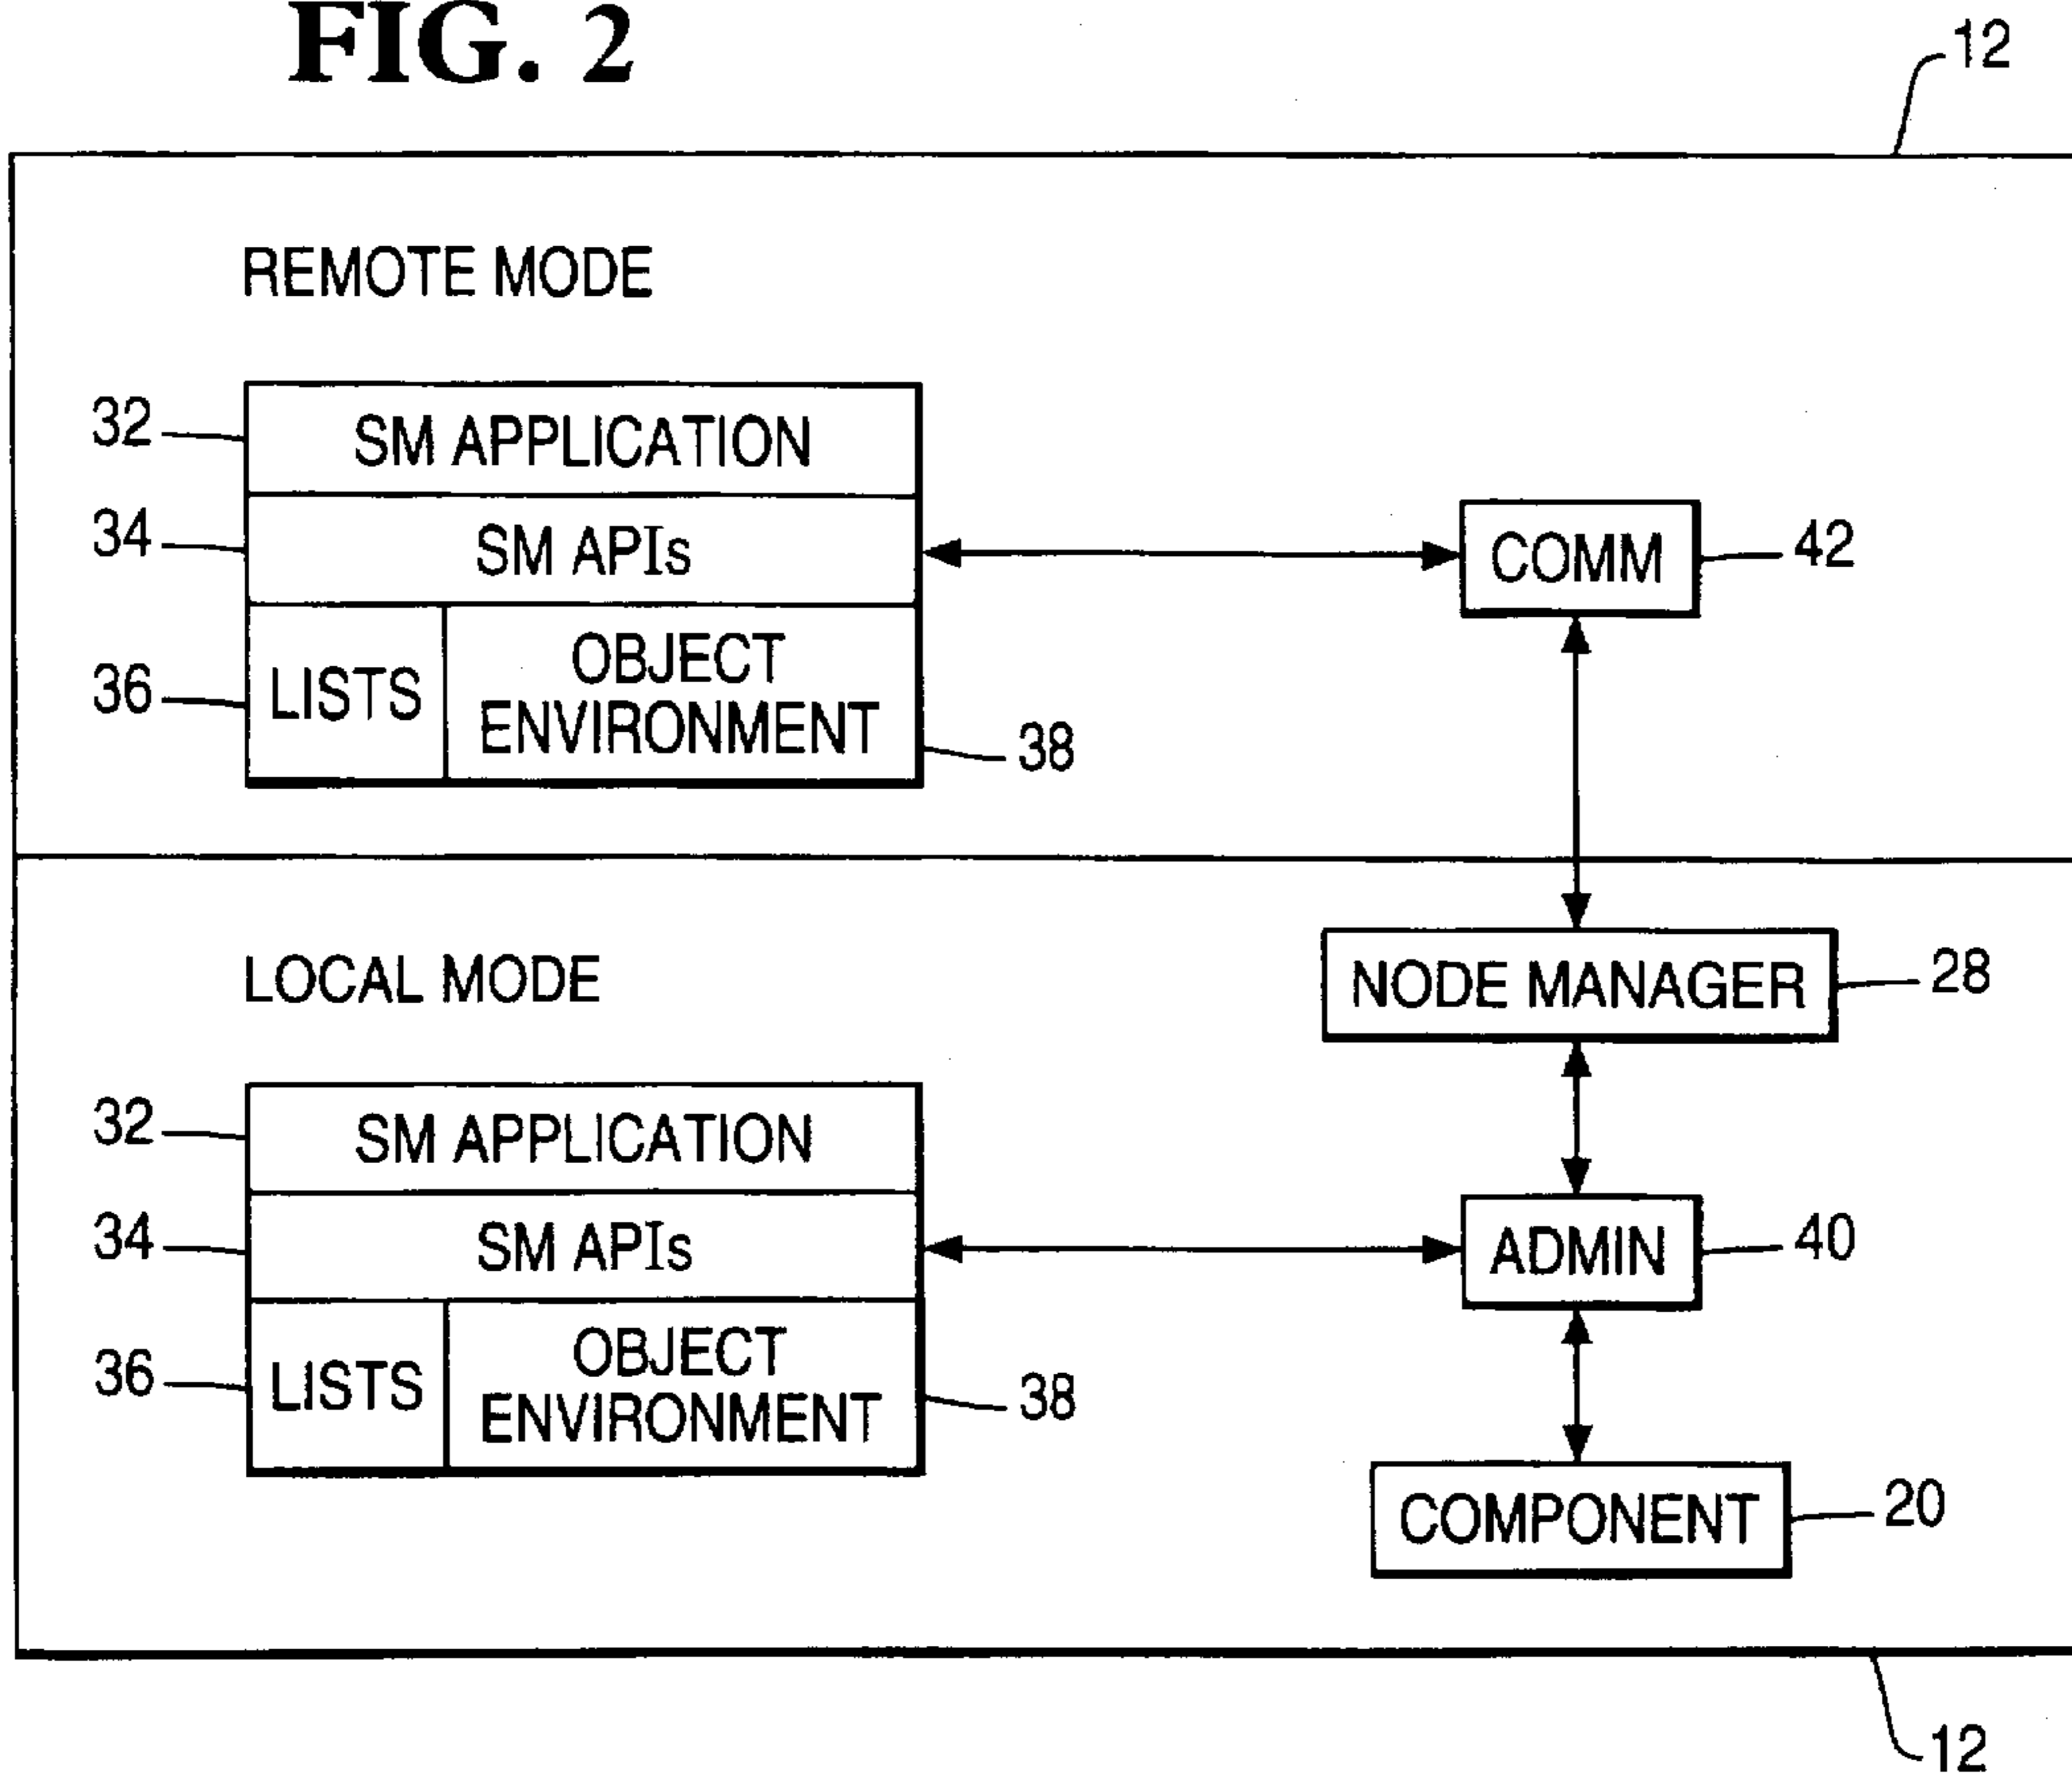 FIG. 2
12
REMOTE MODE
32
SM APPLICATION
34
SM APIs
COMM
42
36
LISTS
OBJECT
ENVIRONMENT
38
LOCAL MODE
NODE MANAGER
28
32
SM APPLICATION
34
SM APIs
ADMIN
40
36
LISTS
OBJECT
ENVIRONMENT
38
COMPONENT
20
12